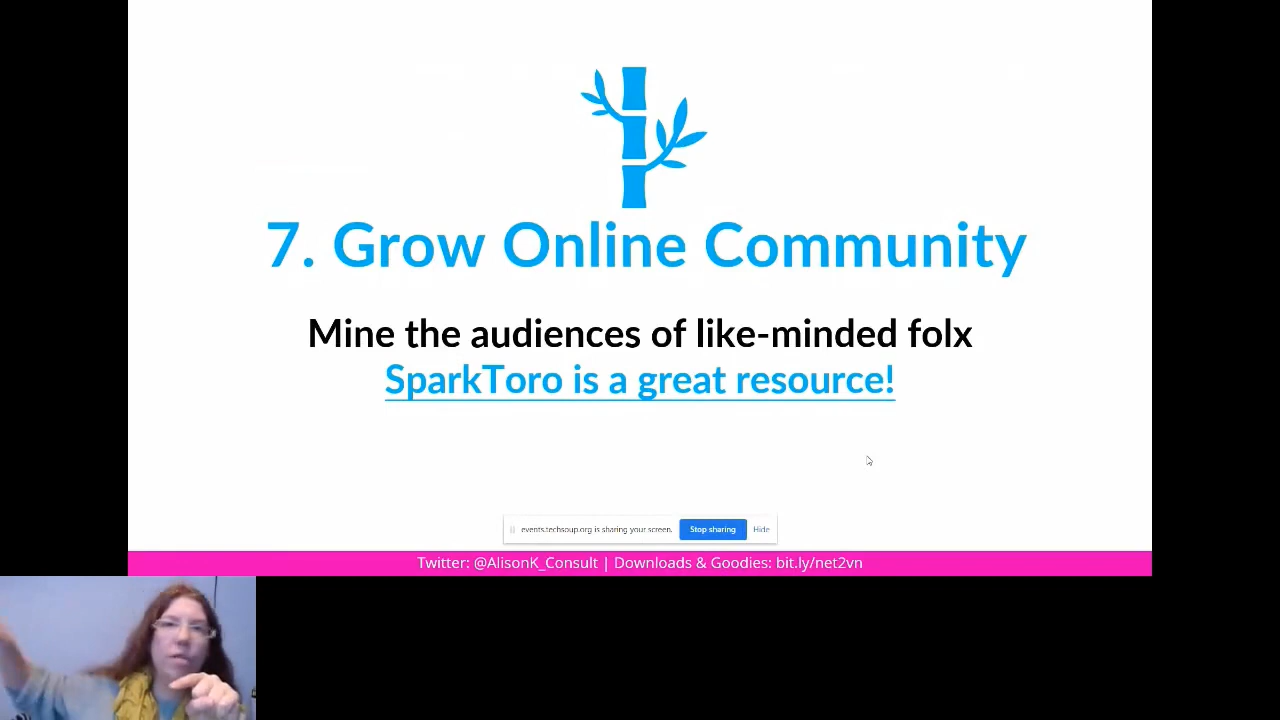 7. Grow Online Community
Mine the audiences of like-minded folx
SparkToro is a great resource!
events.techsoup.org is sharing your screen. Stop sharing Hide
Twitter: @AlisonK_Consult | Downloads & Goodies: bit.ly/net2vn